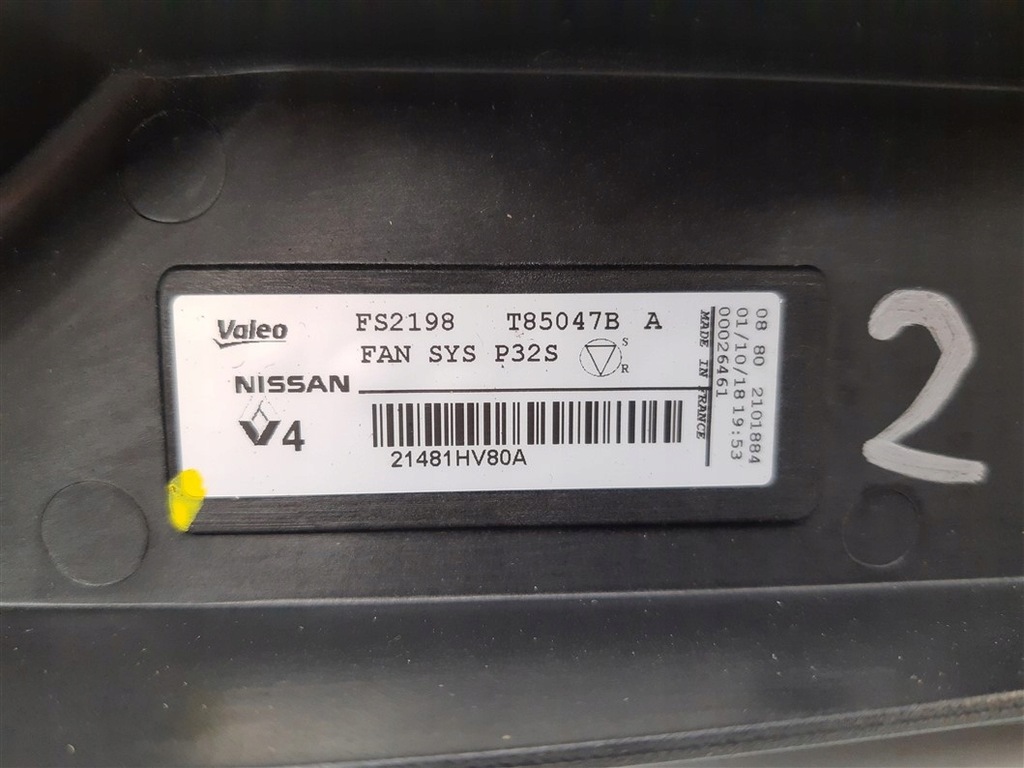 Valeo
FS2198 T85047B A
FAN SYS P32S
S
R
NISSAN
V4
21481HV80A
MADE IN FRANCE
00026461
01/10/18 19:53
08 80 2101884
2